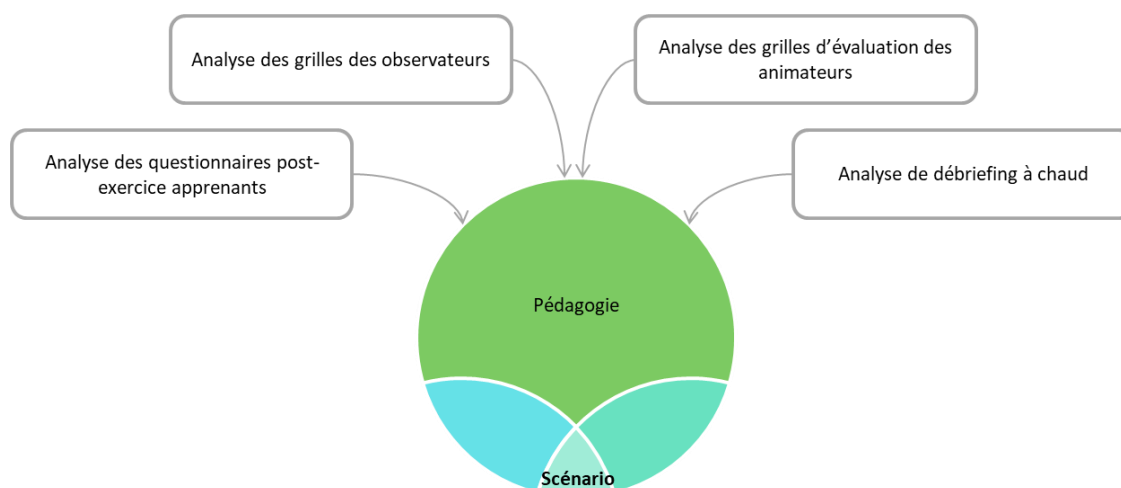 Analyse des grilles des observateurs
Analyse des grilles d’évaluation des
animateurs
Analyse des questionnaires post-
exercice apprenants
Analyse de débriefing à chaud
Pédagogie
Scénario